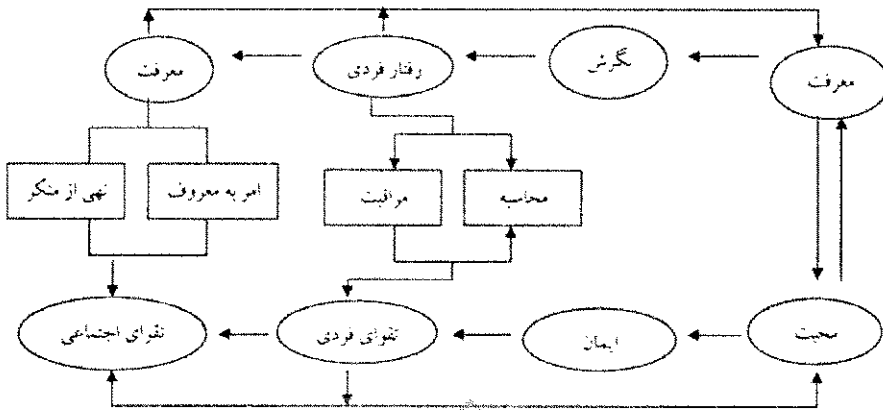 معرفت
نگرش
رفتار فردی
معرفت
محاسبه
مراقبت
امر به معروف
نهی از منکر
محبت
ایمان
تقوای فردی
تقوای اجتماعی